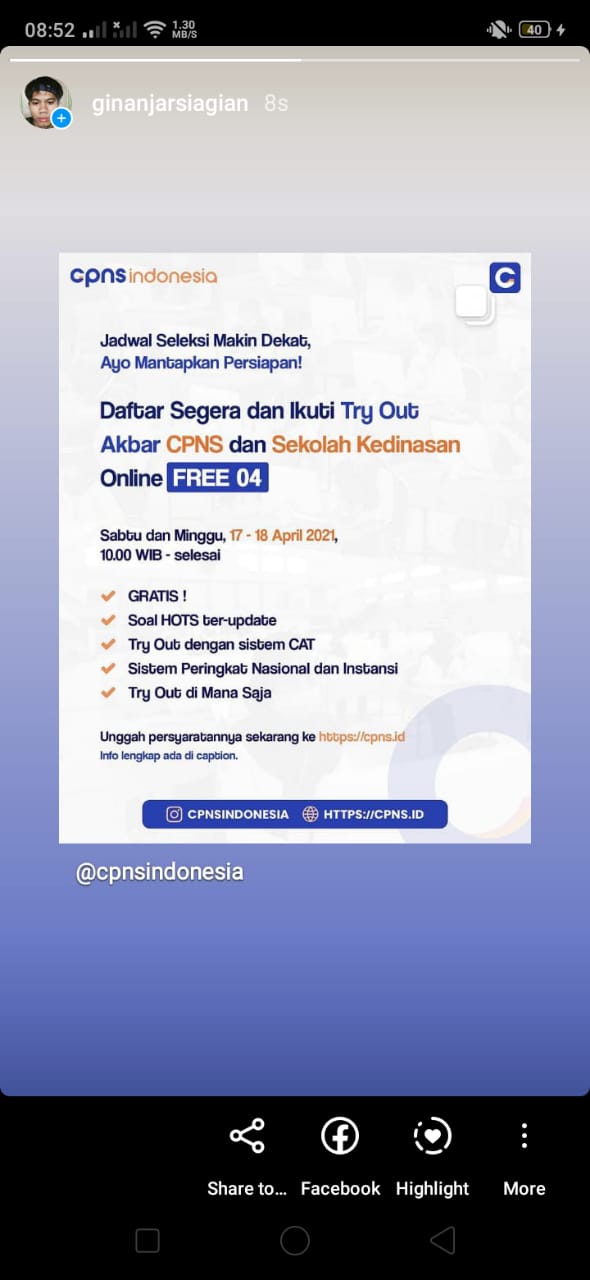 08:52 1.30 MB/S 40
ginanjarsiagian 8s
cpns indonesia
Jadwal Seleksi Makin Dekat,
Ayo Mantapkan Persiapan!
Daftar Segera dan Ikuti Try Out
Akbar CPNS dan Sekolah Kedinasan
Online FREE 04
Sabtu dan Minggu, 17 - 18 April 2021,
10.00 WIB - selesai
GRATIS !
Soal HOTS ter-update
Try Out dengan sistem CAT
Sistem Peringkat Nasional dan Instansi
Try Out di Mana Saja
Unggah persyaratannya sekarang ke https://cpns.id
Info lengkap ada di caption.
CPNSINDONESIA HTTPS://CPNS.ID
@cpnsindonesia
Share to... Facebook Highlight More